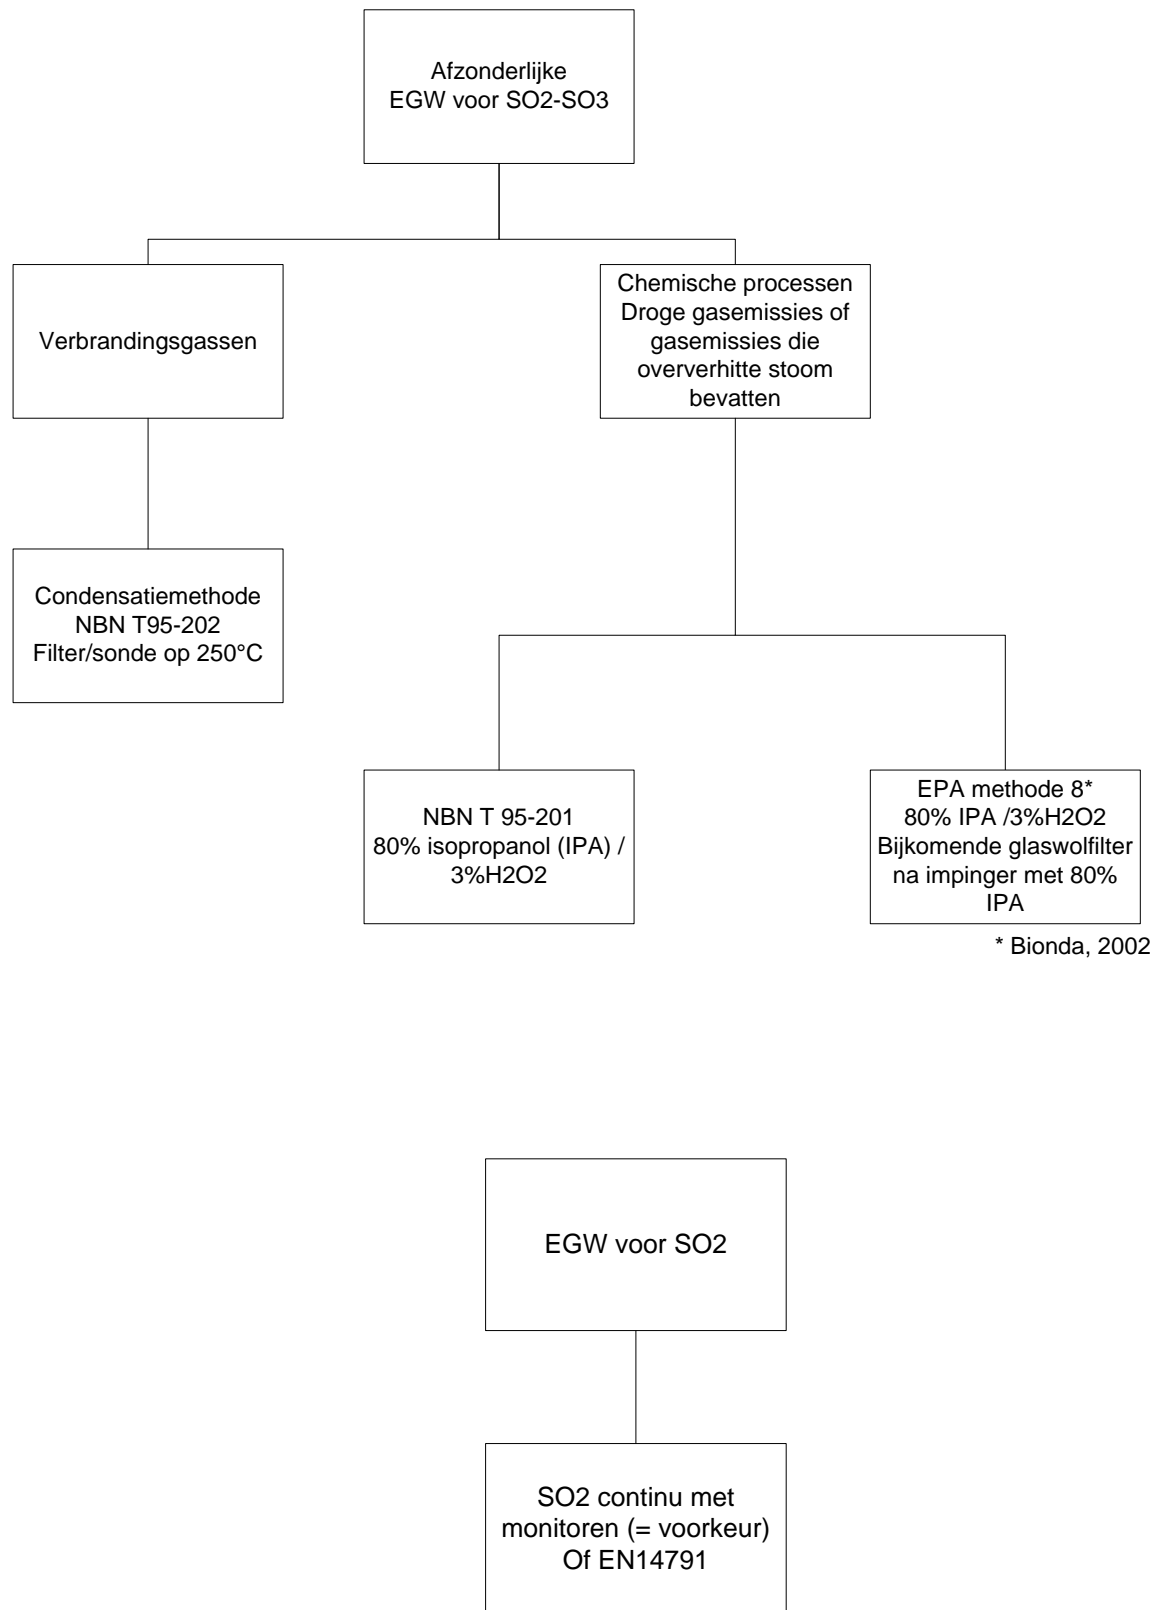 Afzonderlijke
EGW voor SO2-SO3
Verbrandingsgassen
Chemische processen
Droge gasemissies of
gasemissies die
oververhitte stoom
bevatten
Condensatiemethode
NBN T95-202
Filter/sonde op 250°C
NBN T 95-201
80% isopropanol (IPA) /
3%H2O2
EPA methode 8*
80% IPA /3%H2O2
Bijkomende glaswolfilter
na impinger met 80%
IPA
* Bionda, 2002
EGW voor SO2
SO2 continu met
monitoren (= voorkeur)
Of EN14791